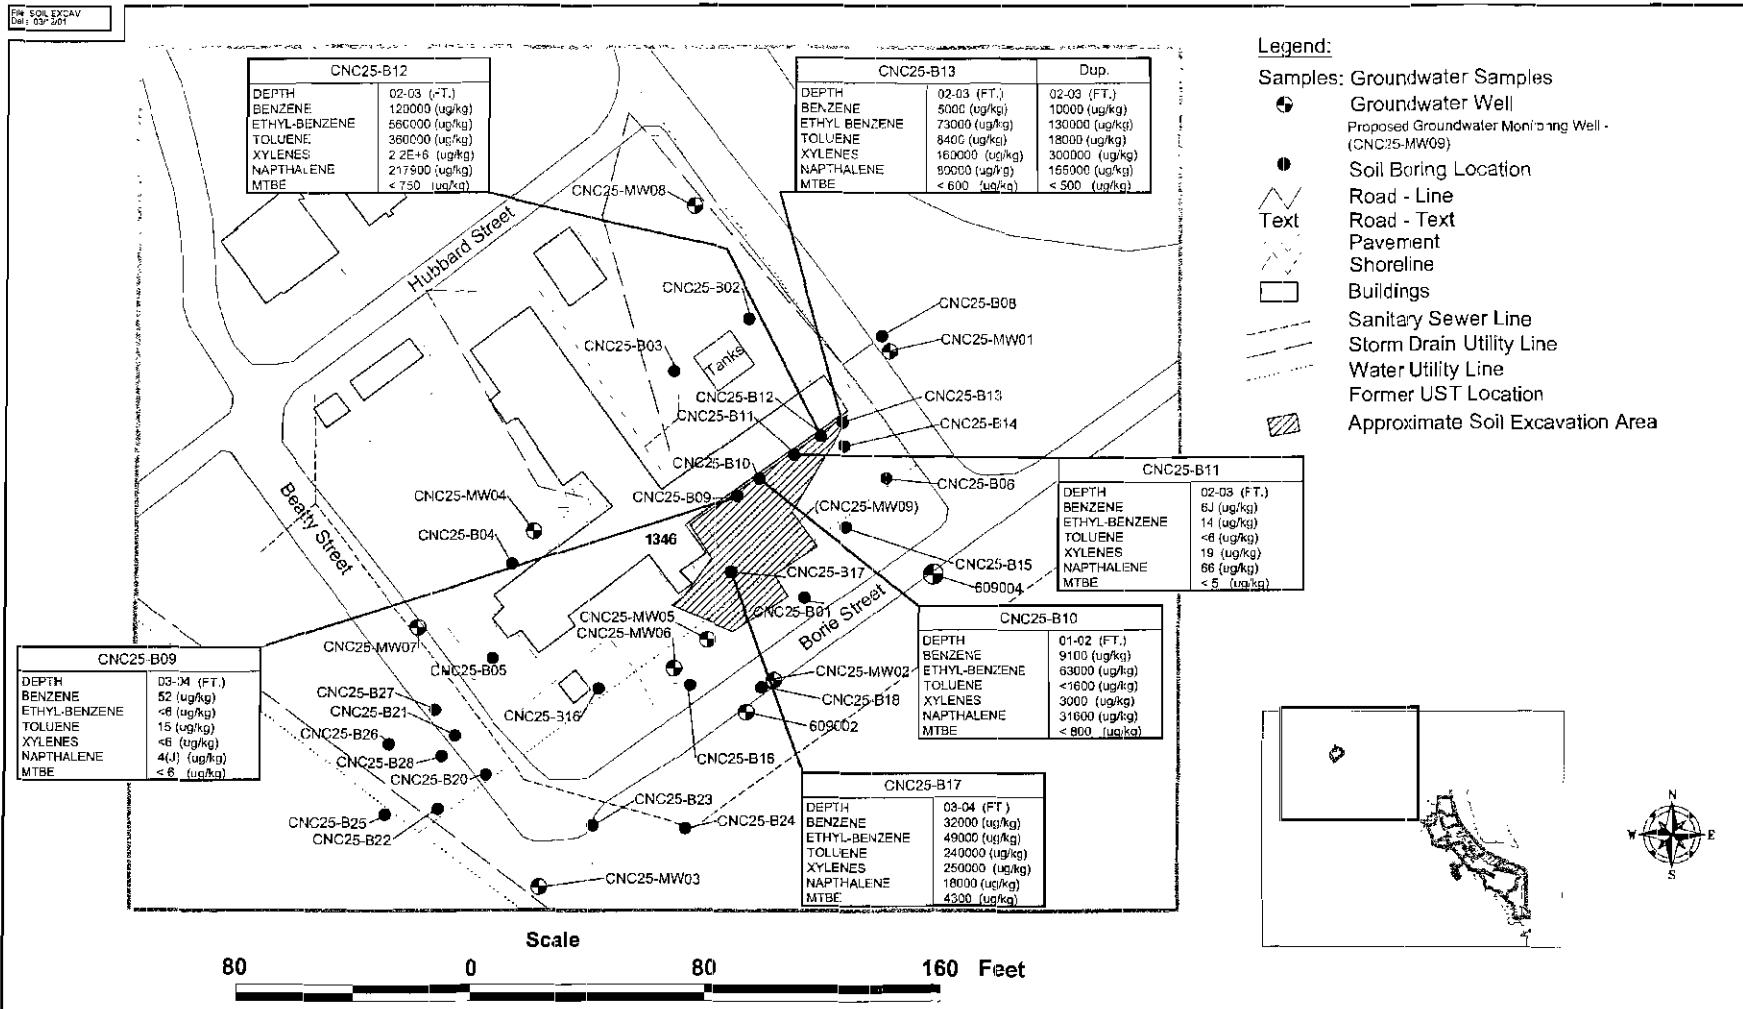 File SOIL EXCAV
CNC25-B12
DEPTH 02-03 (FT.)
BENZENE 120000 (ug/kg)
ETHYL-BENZENE 560000 (ug/kg)
TOLUENE 360000 (ug/kg)
XYLENES 2 2E+6 (ug/kg)
NAPTHALENE 217900 (ug/kg)
MTBE < 750 (ug/kg)
CNC25-B13 Dup.
DEPTH 02-03 (FT.) 02-03 (FT.)
BENZENE 5000 (ug/kg) 10000 (ug/kg)
ETHYL BENZENE 73000 (ug/kg) 130000 (ug/kg)
TOLUENE 8400 (ug/kg) 18000 (ug/kg)
XYLENES 160000 (ug/kg) 300000 (ug/kg)
NAPTHALENE 80000 (ug/kg) 155000 (ug/kg)
MTBE < 600 (ug/kg) < 500 (ug/kg)
Legend:
Samples: Groundwater Samples
Groundwater Well
Proposed Groundwater Monitoring Well -
(CNC25-MW09)
Soil Boring Location
Road - Line
Text Road - Text
Pavement
Shoreline
Buildings
Sanitary Sewer Line
Storm Drain Utility Line
Water Utility Line
Former UST Location
Approximate Soil Excavation Area
CNC25-MW08
Hubbard Street
CNC25-B02
CNC25-B08
CNC25-B03
CNC25-MW01
Tanks
CNC25-B12
CNC25-B13
CNC25-B11
CNC25-B14
CNC25-B10
CNC25-B06
CNC25-B09
CNC25-MW04
(CNC25-MW09)
Beatty Street
CNC25-B04
1346
CNC25-B15
CNC25-B17
609004
CNC25-B01
Borie Street
CNC25-MW05
CNC25-MW06
CNC25-MW07
CNC25-B05
CNC25-MW02
CNC25-B27
CNC25-B18
CNC25-B21
CNC25-B16
609002
CNC25-B26
CNC25-B28
CNC25-B16
CNC25-B20
CNC25-B23
CNC25-B25
CNC25-B24
CNC25-B22
CNC25-MW03
CNC25-B11
DEPTH 02-03 (FT.)
BENZENE 6J (ug/kg)
ETHYL-BENZENE 14 (ug/kg)
TOLUENE <6 (ug/kg)
XYLENES 19 (ug/kg)
NAPTHALENE 66 (ug/kg)
MTBE < 5 (ug/kg)
CNC25-B10
DEPTH 01-02 (FT.)
BENZENE 9100 (ug/kg)
ETHYL-BENZENE 63000 (ug/kg)
TOLUENE <1600 (ug/kg)
XYLENES 3000 (ug/kg)
NAPTHALENE 31600 (ug/kg)
MTBE < 800 (ug/kg)
CNC25-B09
DEPTH 03-04 (FT.)
BENZENE 52 (ug/kg)
ETHYL-BENZENE <6 (ug/kg)
TOLUENE 15 (ug/kg)
XYLENES <6 (ug/kg)
NAPTHALENE 4(J) (ug/kg)
MTBE < 6 (ug/kg)
CNC25-B17
DEPTH 03-04 (FT)
BENZENE 32000 (ug/kg)
ETHYL-BENZENE 49000 (ug/kg)
TOLUENE 240000 (ug/kg)
XYLENES 250000 (ug/kg)
NAPTHALENE 18000 (ug/kg)
MTBE 4300 (ug/kg)
N
W E
S
Scale
80 0 80 160 Feet